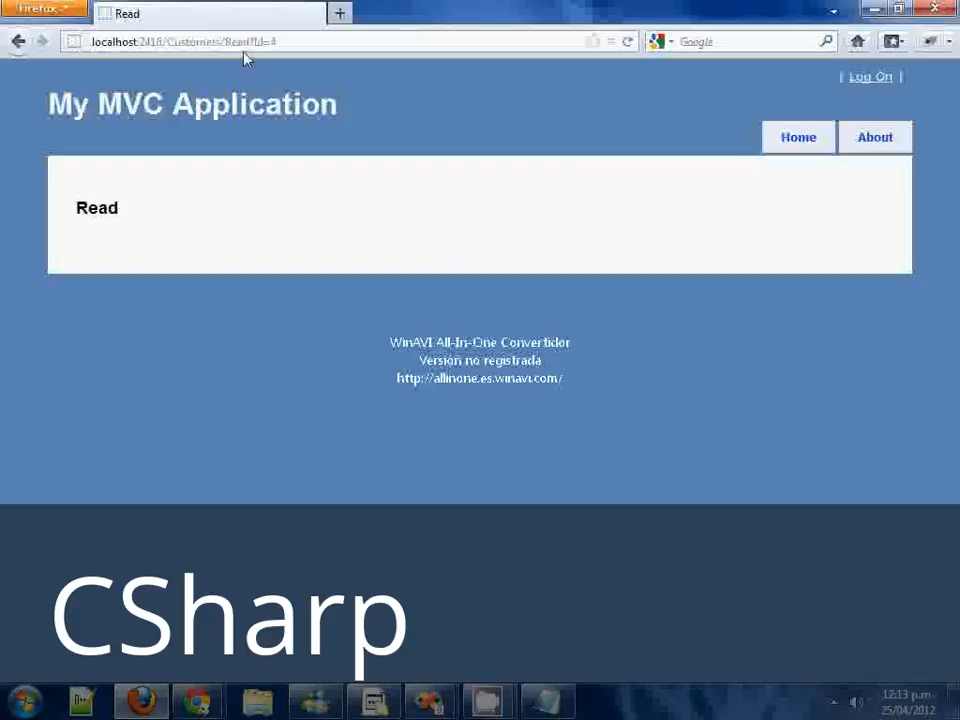 Firefox
Read
localhost:2418/Customers/Read?Id=4
Google
| Log On |
My MVC Application
Home
About
Read
WinAVI All-In-One Convertidor
Versión no registrada
http://allinone.es.winavi.com/
CSharp
12:13 p.m.
25/04/2012